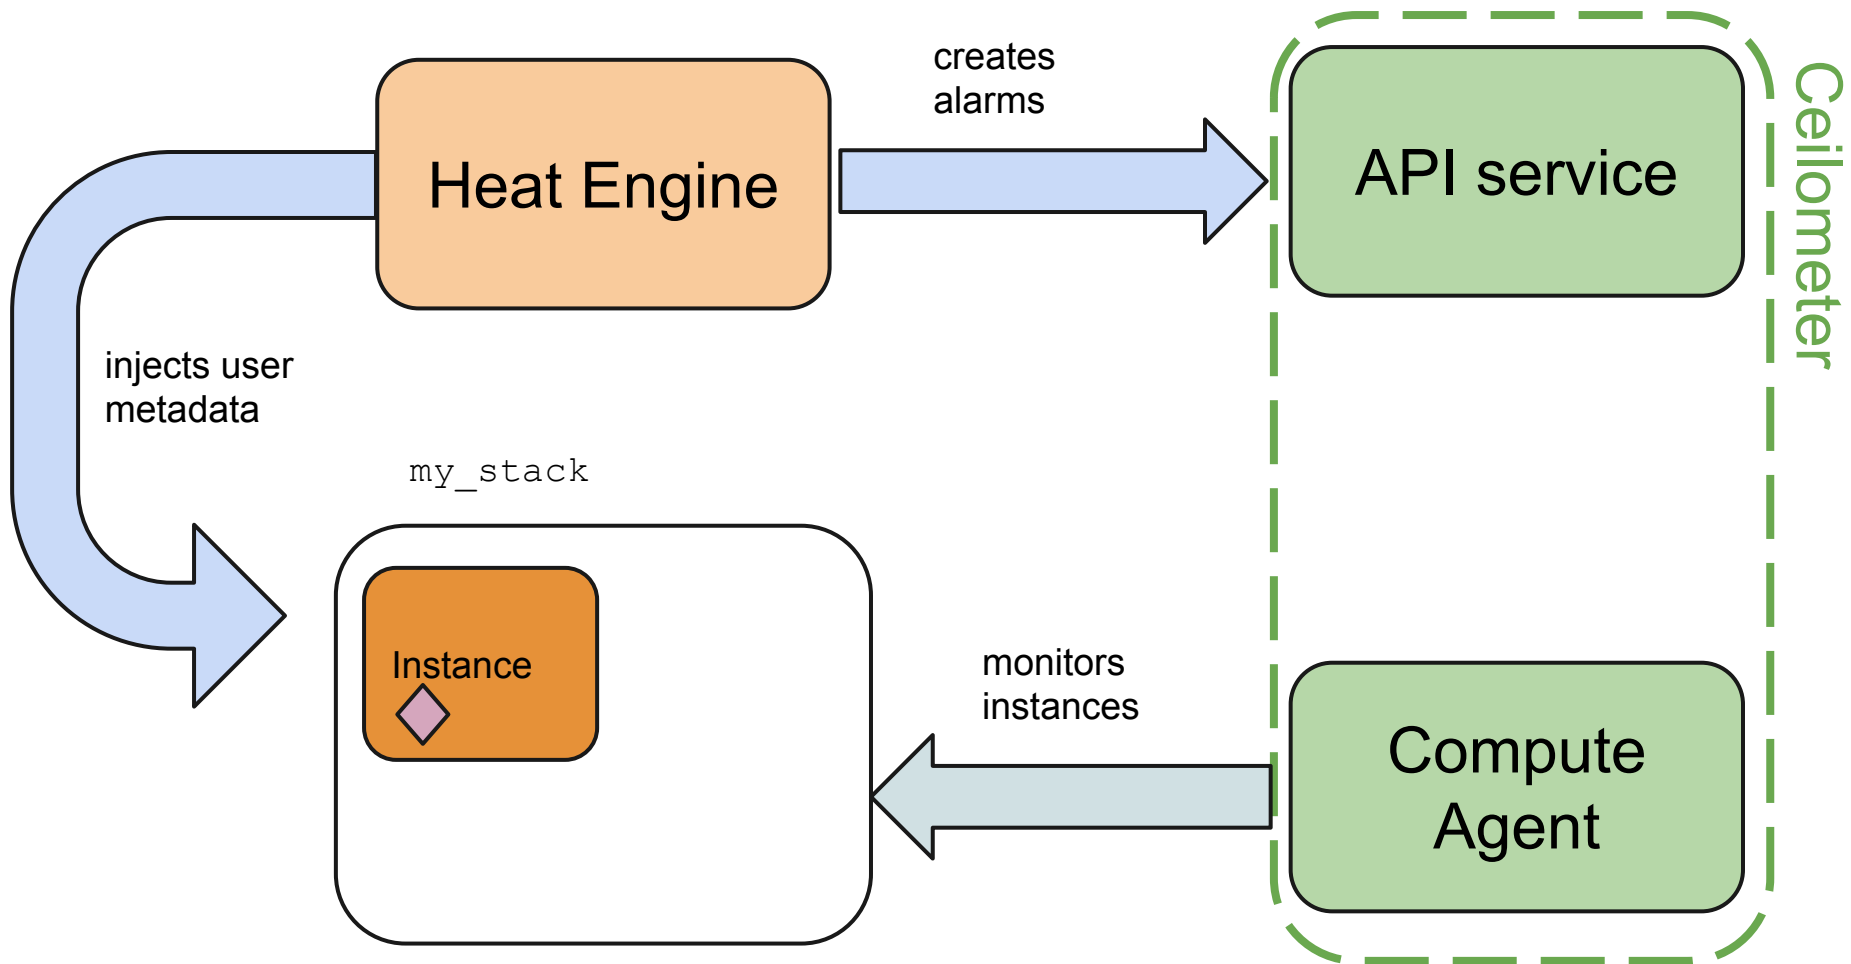 creates
alarms
Heat Engine
API service
Ceilometer
injects user
metadata
my_stack
Instance
monitors
instances
Compute
Agent